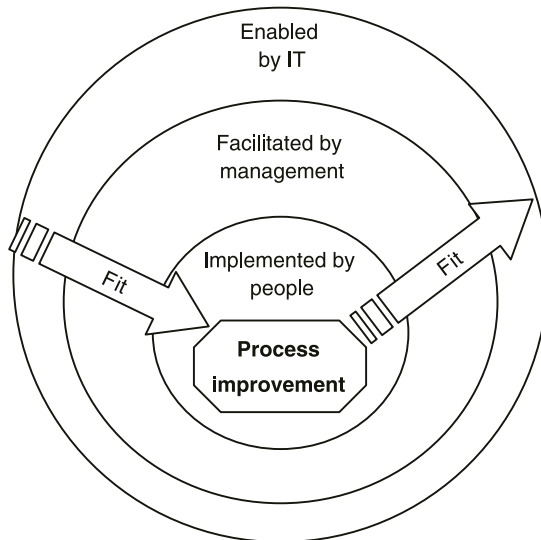 Enabled
by IT
Facilitated by
management
Implemented by
people
Fit
Fit
Process
improvement